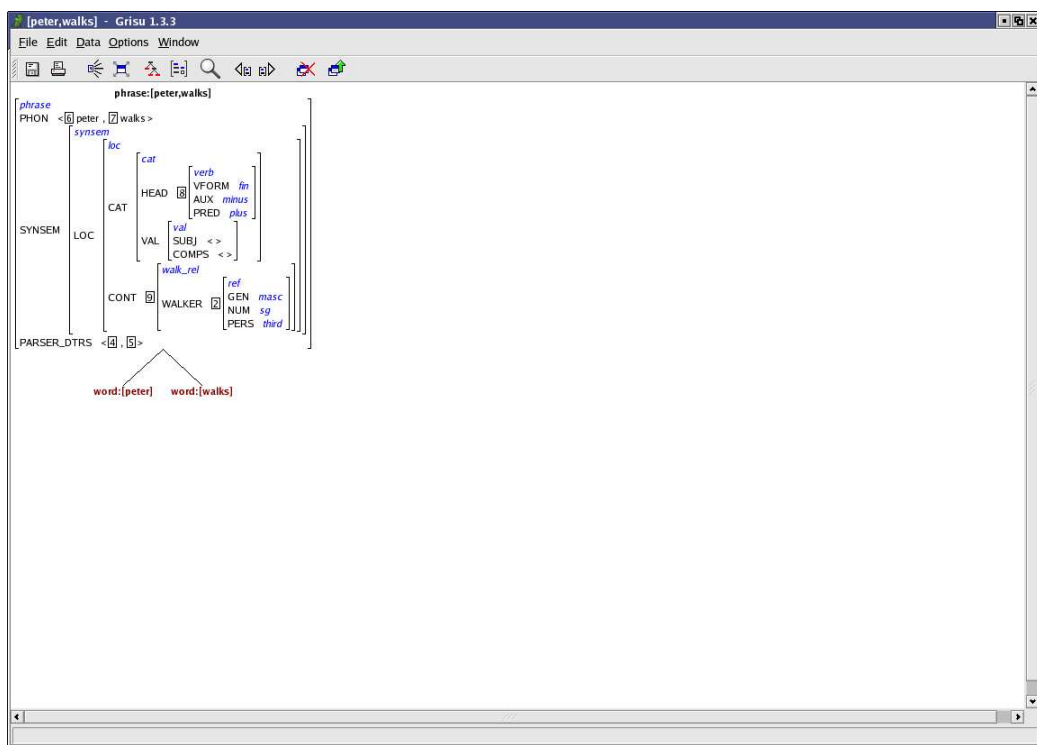 [peter,walks] - Grisu 1.3.3
File Edit Data Options Window
phrase:[peter,walks]
phrase
PHON <6 peter , 7 walks >
synsem
loc
cat
verb
VFORM fin
HEAD 8
AUX minus
PRED plus
CAT
val
SYNSEM LOC
VAL SUBJ < >
COMPS < >
walk_rel
ref
CONT 9
GEN masc
WALKER 2
NUM sg
PERS third
PARSER_DTRS <4 , 5>
word:[peter] word:[walks]